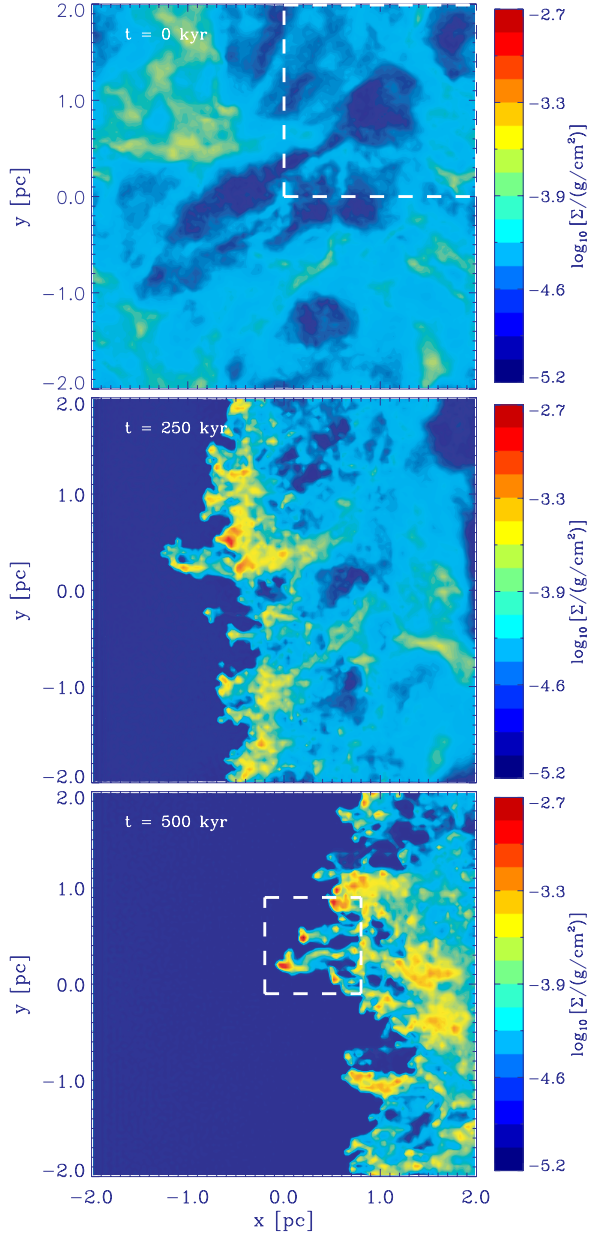 2.0
t = 0 kyr
1.0
0.0
-1.0
-2.0
y [pc]
-2.7
-3.3
-3.9
-4.6
-5.2
log₁₀[Σ/(g/cm²)]
2.0
t = 250 kyr
1.0
0.0
-1.0
-2.0
y [pc]
-2.7
-3.3
-3.9
-4.6
-5.2
log₁₀[Σ/(g/cm²)]
2.0
t = 500 kyr
1.0
0.0
-1.0
-2.0
y [pc]
-2.7
-3.3
-3.9
-4.6
-5.2
log₁₀[Σ/(g/cm²)]
-2.0 -1.0 0.0 1.0 2.0
x [pc]